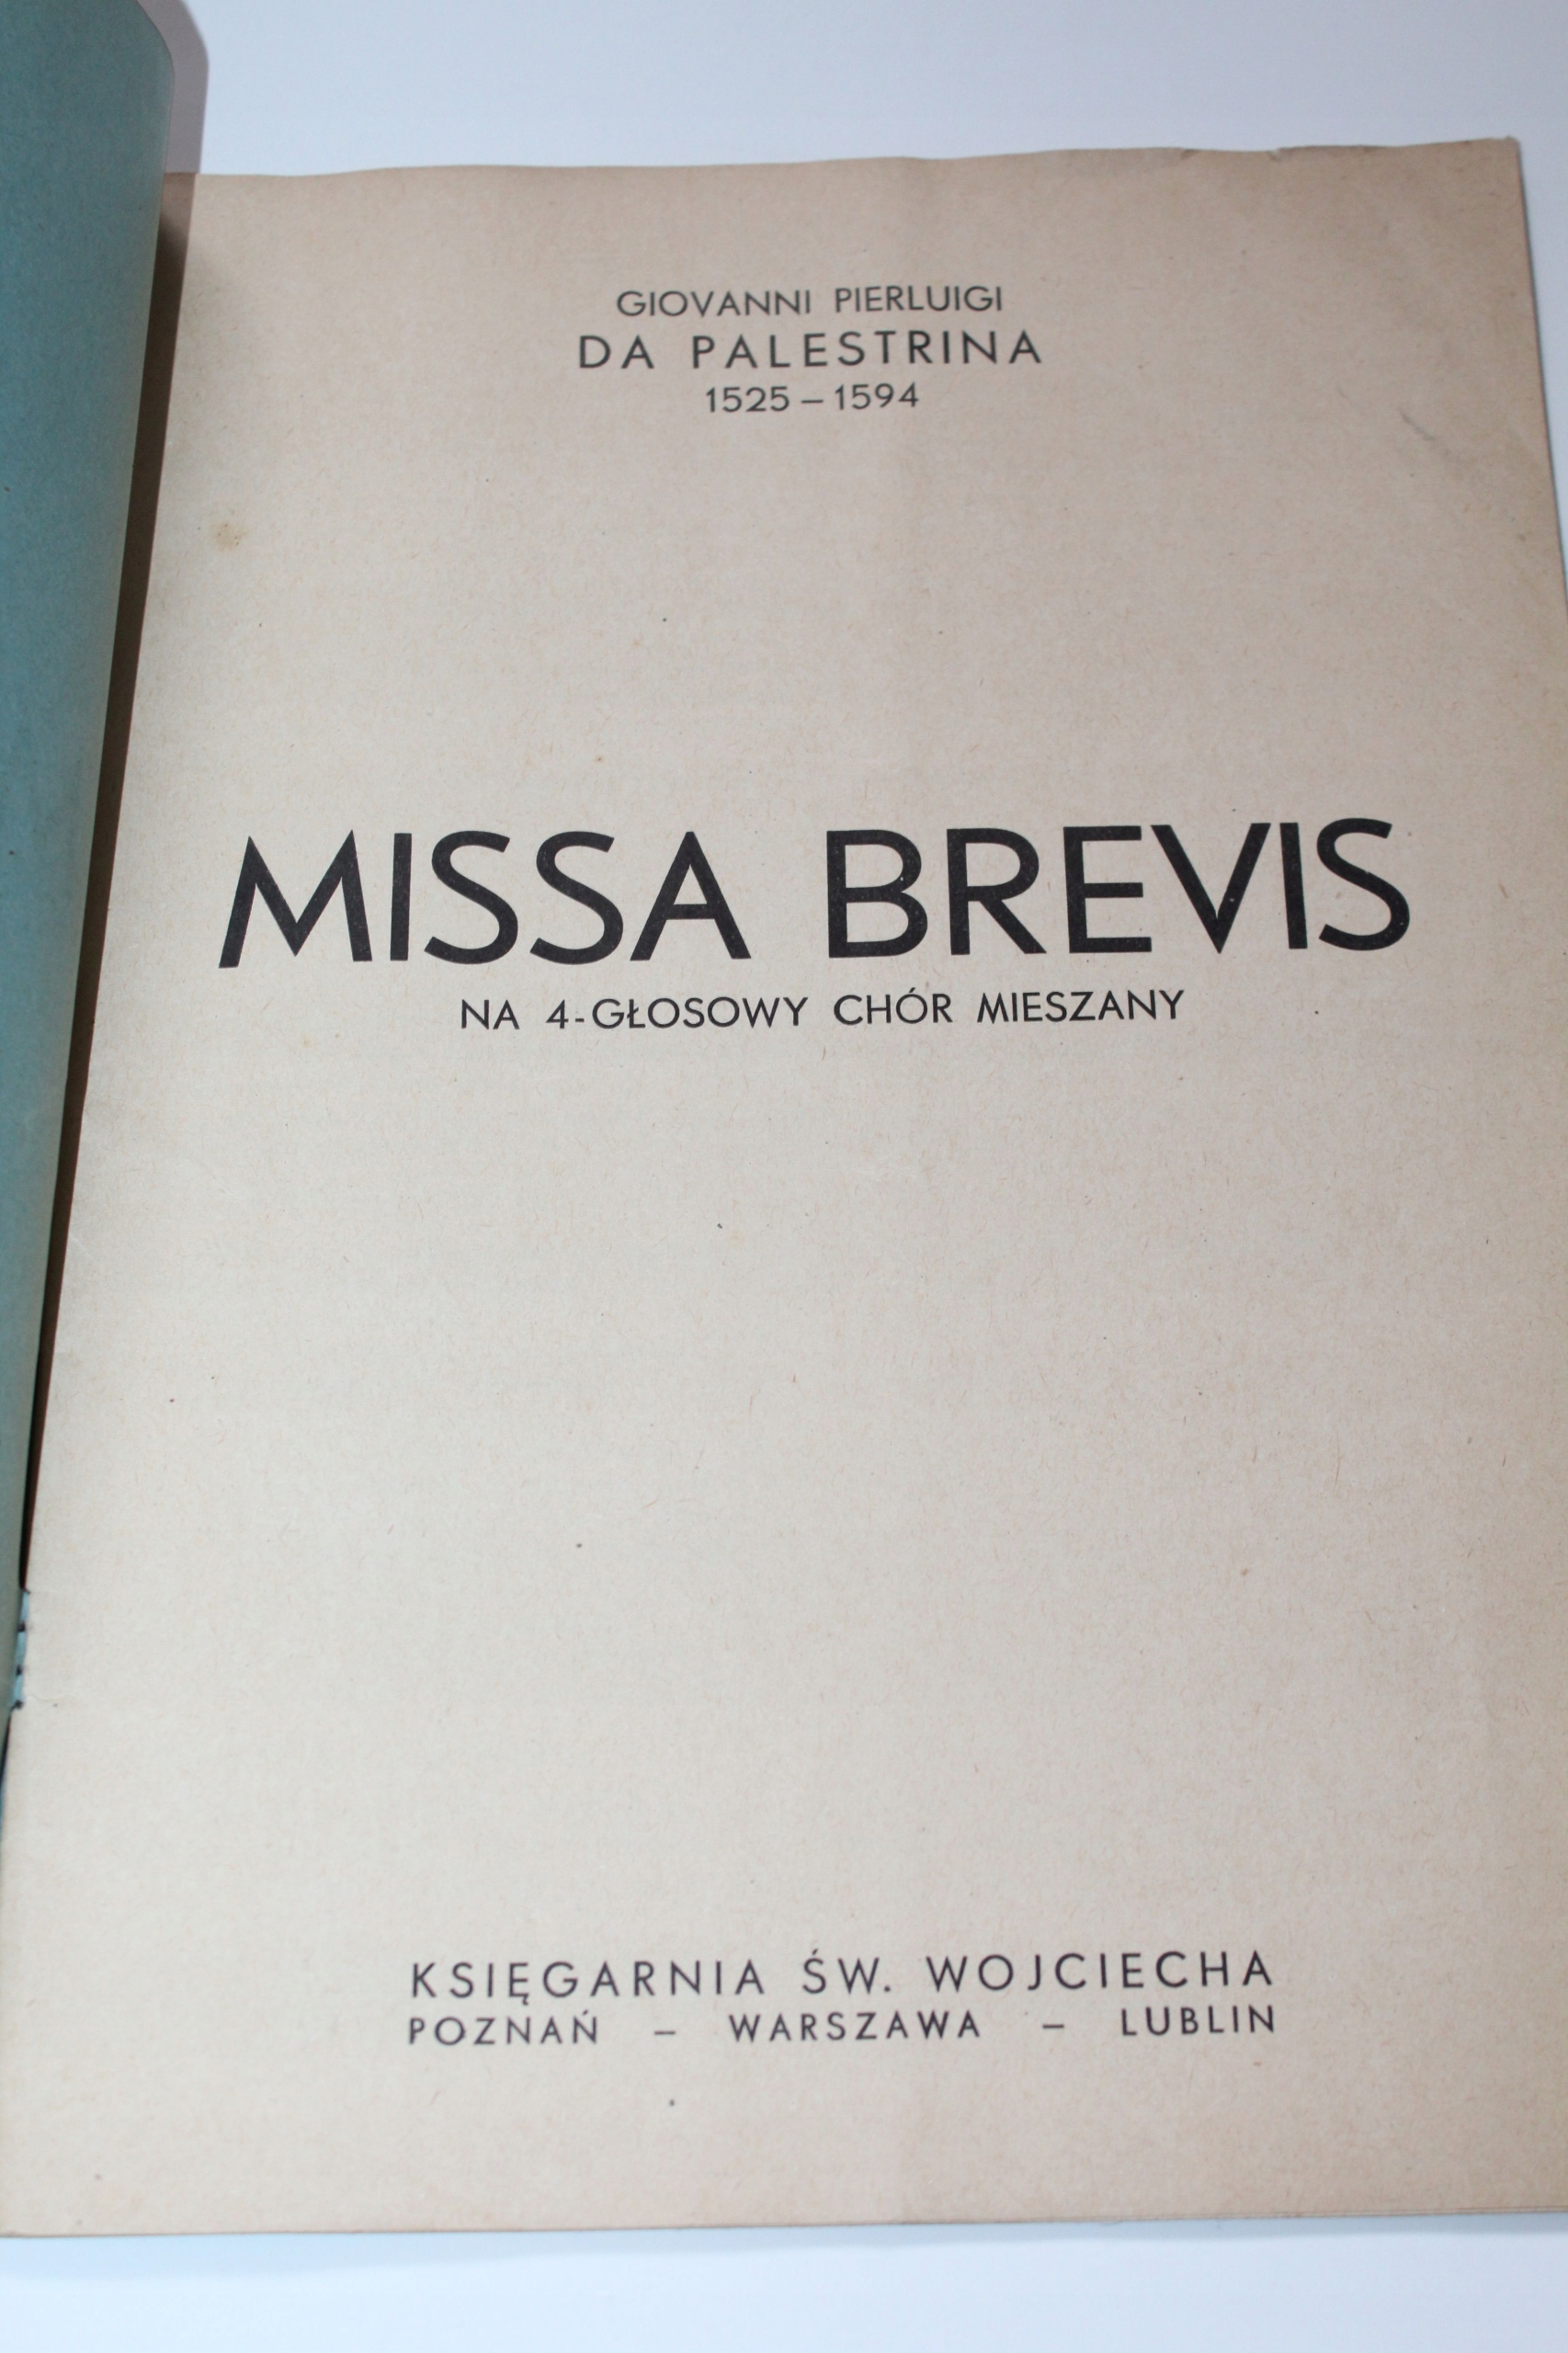 GIOVANNI PIERLUIGI
DA PALESTRINA
1525 – 1594
MISSA BREVIS
NA 4-GŁOSOWY CHÓR MIESZANY
KSIĘGARNIA ŚW. WOJCIECHA
POZNAŃ – WARSZAWA – LUBLIN